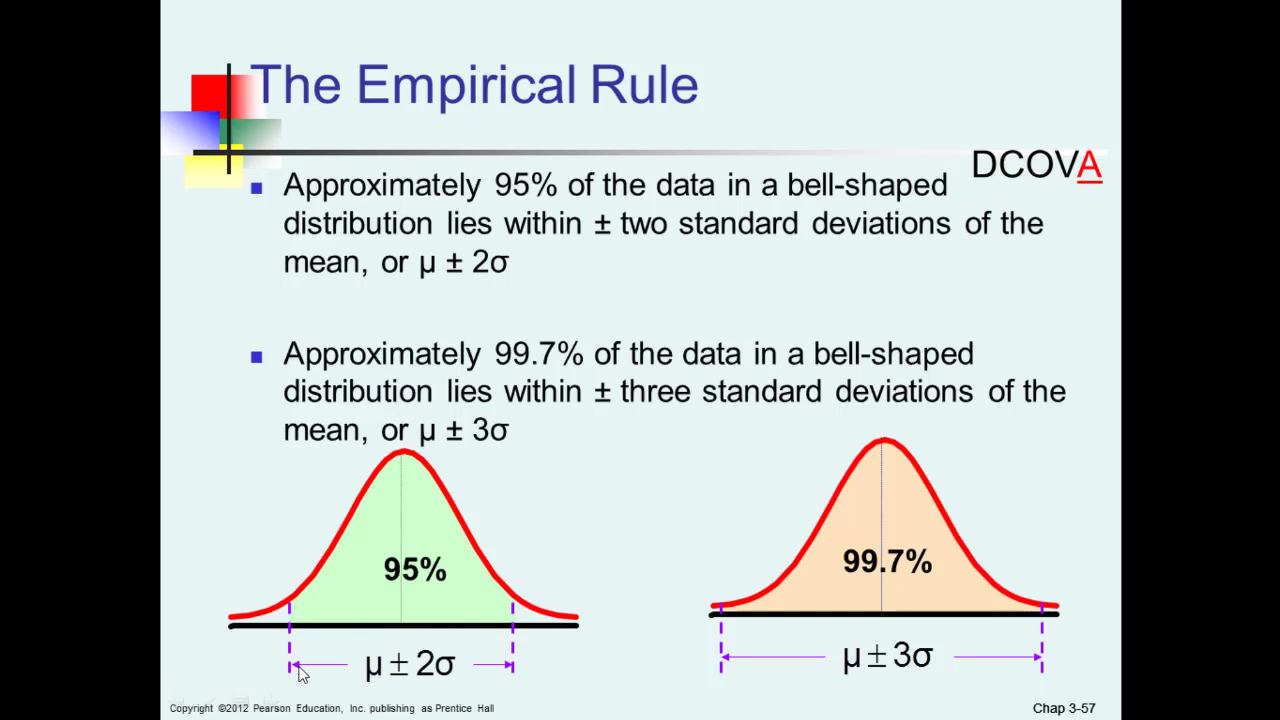 The Empirical Rule
DCOVA
Approximately 95% of the data in a bell-shaped
distribution lies within ± two standard deviations of the
mean, or µ ± 2σ
Approximately 99.7% of the data in a bell-shaped
distribution lies within ± three standard deviations of the
mean, or µ ± 3σ
95%
99.7%
μ ± 2σ
μ ± 3σ
Copyright ©2012 Pearson Education, Inc. publishing as Prentice Hall
Chap 3-57